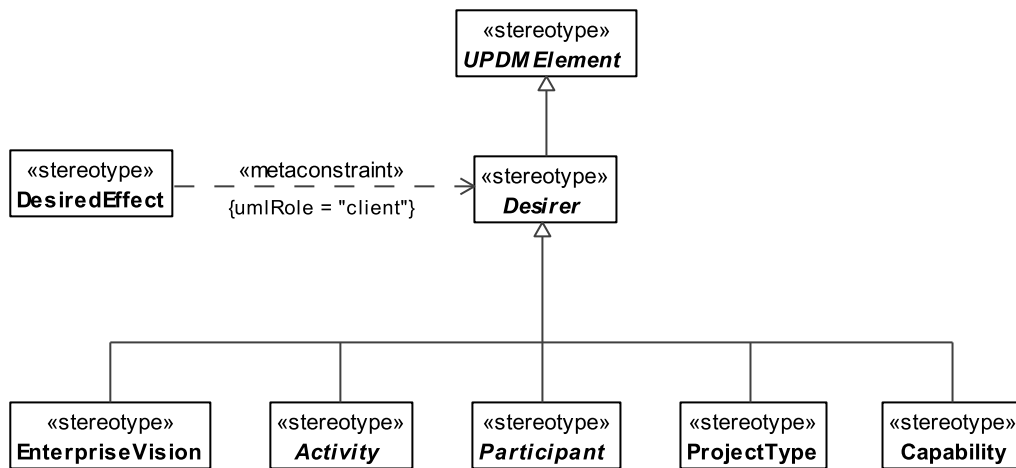 «stereotype»
UPDMElement
«stereotype»
DesiredEffect
«metaconstraint»
{umlRole = "client"}
«stereotype»
Desirer
«stereotype»
EnterpriseVision
«stereotype»
Activity
«stereotype»
Participant
«stereotype»
ProjectType
«stereotype»
Capability